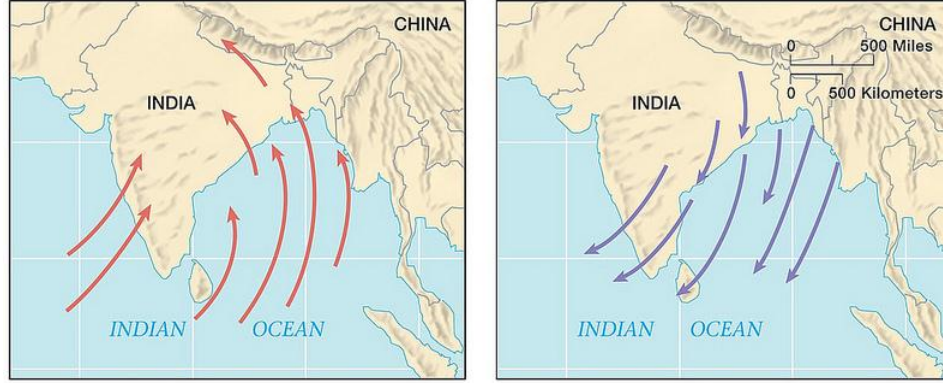 CHINA
INDIA
INDIAN OCEAN
CHINA
0 500 Miles
0 500 Kilometers
INDIA
INDIAN OCEAN